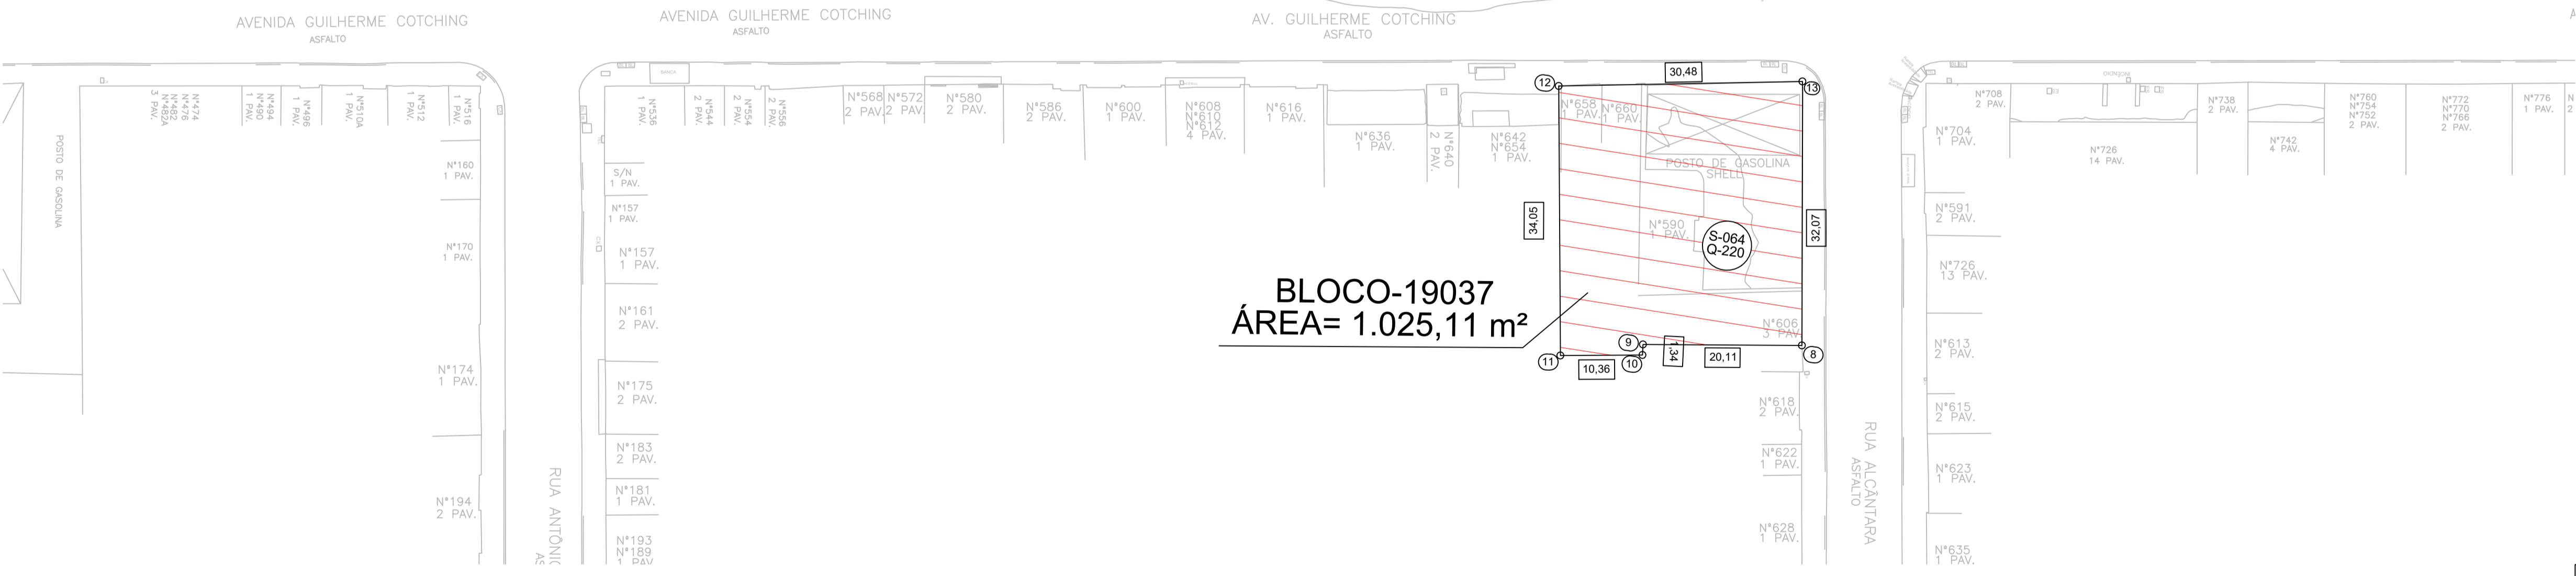 AVENIDA GUILHERME COTCHING
ASFALTO
AVENIDA GUILHERME COTCHING
ASFALTO
AV. GUILHERME COTCHING
ASFALTO
POSTO DE GASOLINA
N°474
N°476
N°482
N°482A
3 PAV.
N°494
N°490
1 PAV.
N°496
1 PAV.
N°510A
1 PAV.
N°512
1 PAV.
N°516
1 PAV.
N°160
1 PAV.
N°170
1 PAV.
N°174
1 PAV.
N°194
2 PAV.
RUA ANTÔNIO
BANCA
N°536
1 PAV.
N°544
2 PAV.
N°554
2 PAV.
N°556
2 PAV.
N°568
2 PAV.
N°572
2 PAV.
N°580
2 PAV.
N°586
2 PAV.
N°600
1 PAV.
N°608
N°610
N°612
4 PAV.
N°616
1 PAV.
N°636
1 PAV.
N°640
2 PAV.
N°642
N°654
1 PAV.
S/N
1 PAV.
N°157
1 PAV.
N°157
1 PAV.
N°161
2 PAV.
N°175
2 PAV.
N°183
2 PAV.
N°181
1 PAV.
N°193
N°189
1 PAV.
12
30,48
13
N°658
1 PAV.
N°660
1 PAV.
POSTO DE GASOLINA
SHELL
34,05
32,07
N°590
1 PAV.
S-064
Q-220
BLOCO-19037
ÁREA= 1.025,11 m²
N°606
3 PAV.
9
1,34
20,11
8
11
10,36
10
N°618
2 PAV.
N°622
1 PAV.
N°628
1 PAV.
RUA ALCÂNTARA
ASFALTO
INCÊNDIO
N°708
2 PAV.
N°704
1 PAV.
N°726
14 PAV.
N°738
2 PAV.
N°742
4 PAV.
N°760
N°754
N°752
2 PAV.
N°772
N°770
N°766
2 PAV.
N°776
1 PAV.
N°591
2 PAV.
N°726
13 PAV.
N°613
2 PAV.
N°615
2 PAV.
N°623
1 PAV.
N°635
1 PAV.